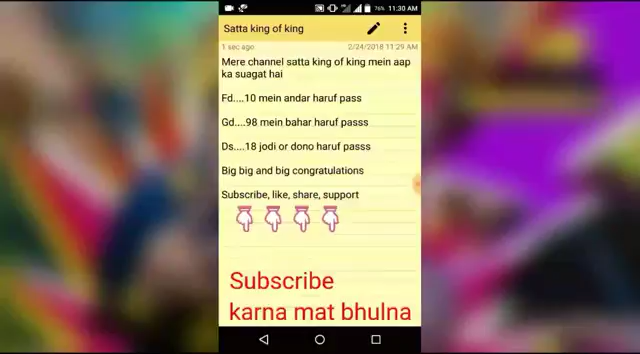 76% 11:30 AM
Satta king of king
1 sec ago 2/24/2018 11:29 AM
Mere channel satta king of king mein aap
ka suagat hai
Fd....10 mein andar haruf pass
Gd....98 mein bahar haruf passs
Ds....18 jodi or dono haruf passs
Big big and big congratulations
Subscribe, like, share, support
Subscribe
karna mat bhulna